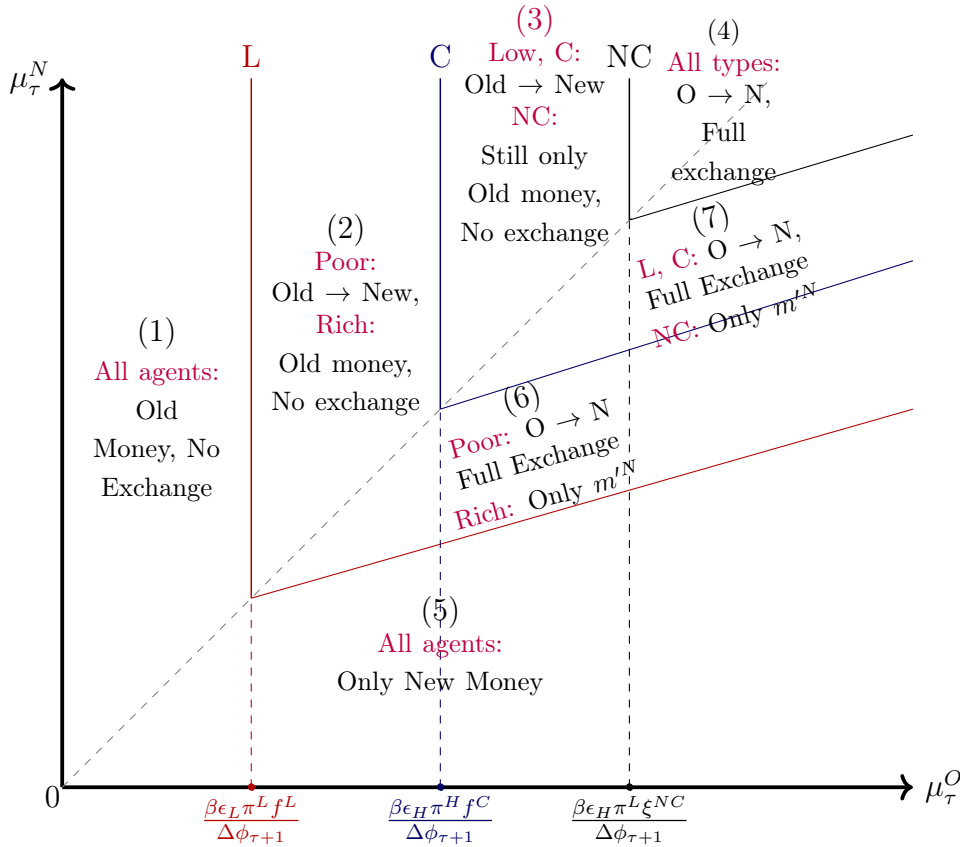 μ_τ^N
L
C
NC
(1)
All agents:
Old
Money, No
Exchange
(2)
Poor:
Old → New,
Rich:
Old money,
No exchange
(3)
Low, C:
Old → New
NC:
Still only
Old money,
No exchange
(4)
All types:
O → N,
Full
exchange
(7)
L, C: O → N,
Full Exchange
NC: Only m′^N
(6)
Poor: O → N
Full Exchange
Rich: Only m′^N
(5)
All agents:
Only New Money
0
μ_τ^O
βϵ_L π^L f^L
Δϕ_{τ+1}
βϵ_H π^H f^C
Δϕ_{τ+1}
βϵ_H π^L ξ^{NC}
Δϕ_{τ+1}